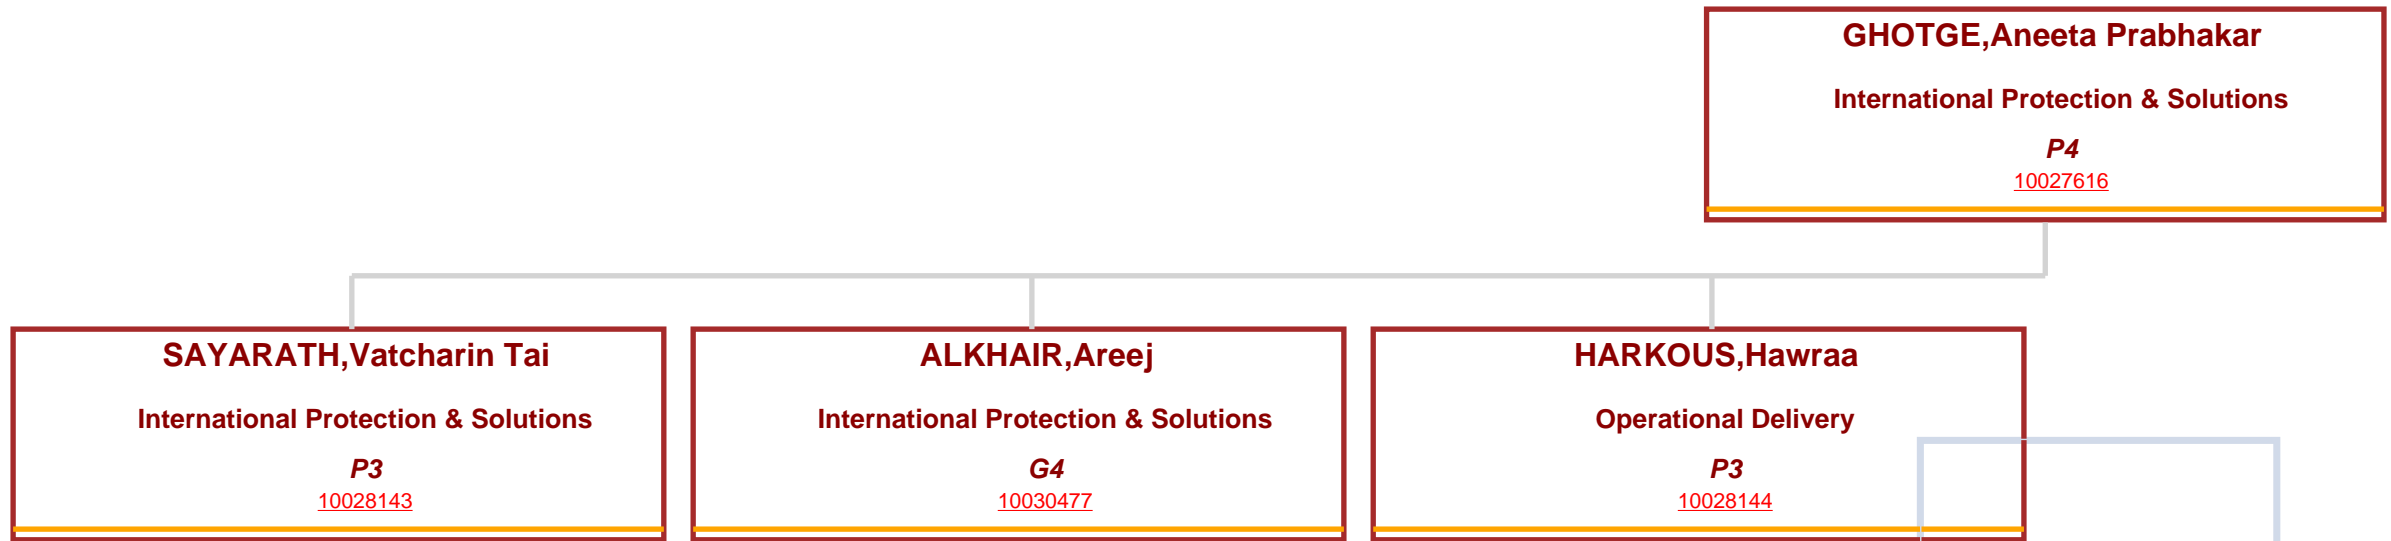 GHOTGE,Aneeta Prabhakar
International Protection & Solutions
P4
10027616
SAYARATH,Vatcharin Tai
International Protection & Solutions
P3
10028143
ALKHAIR,Areej
International Protection & Solutions
G4
10030477
HARKOUS,Hawraa
Operational Delivery
P3
10028144